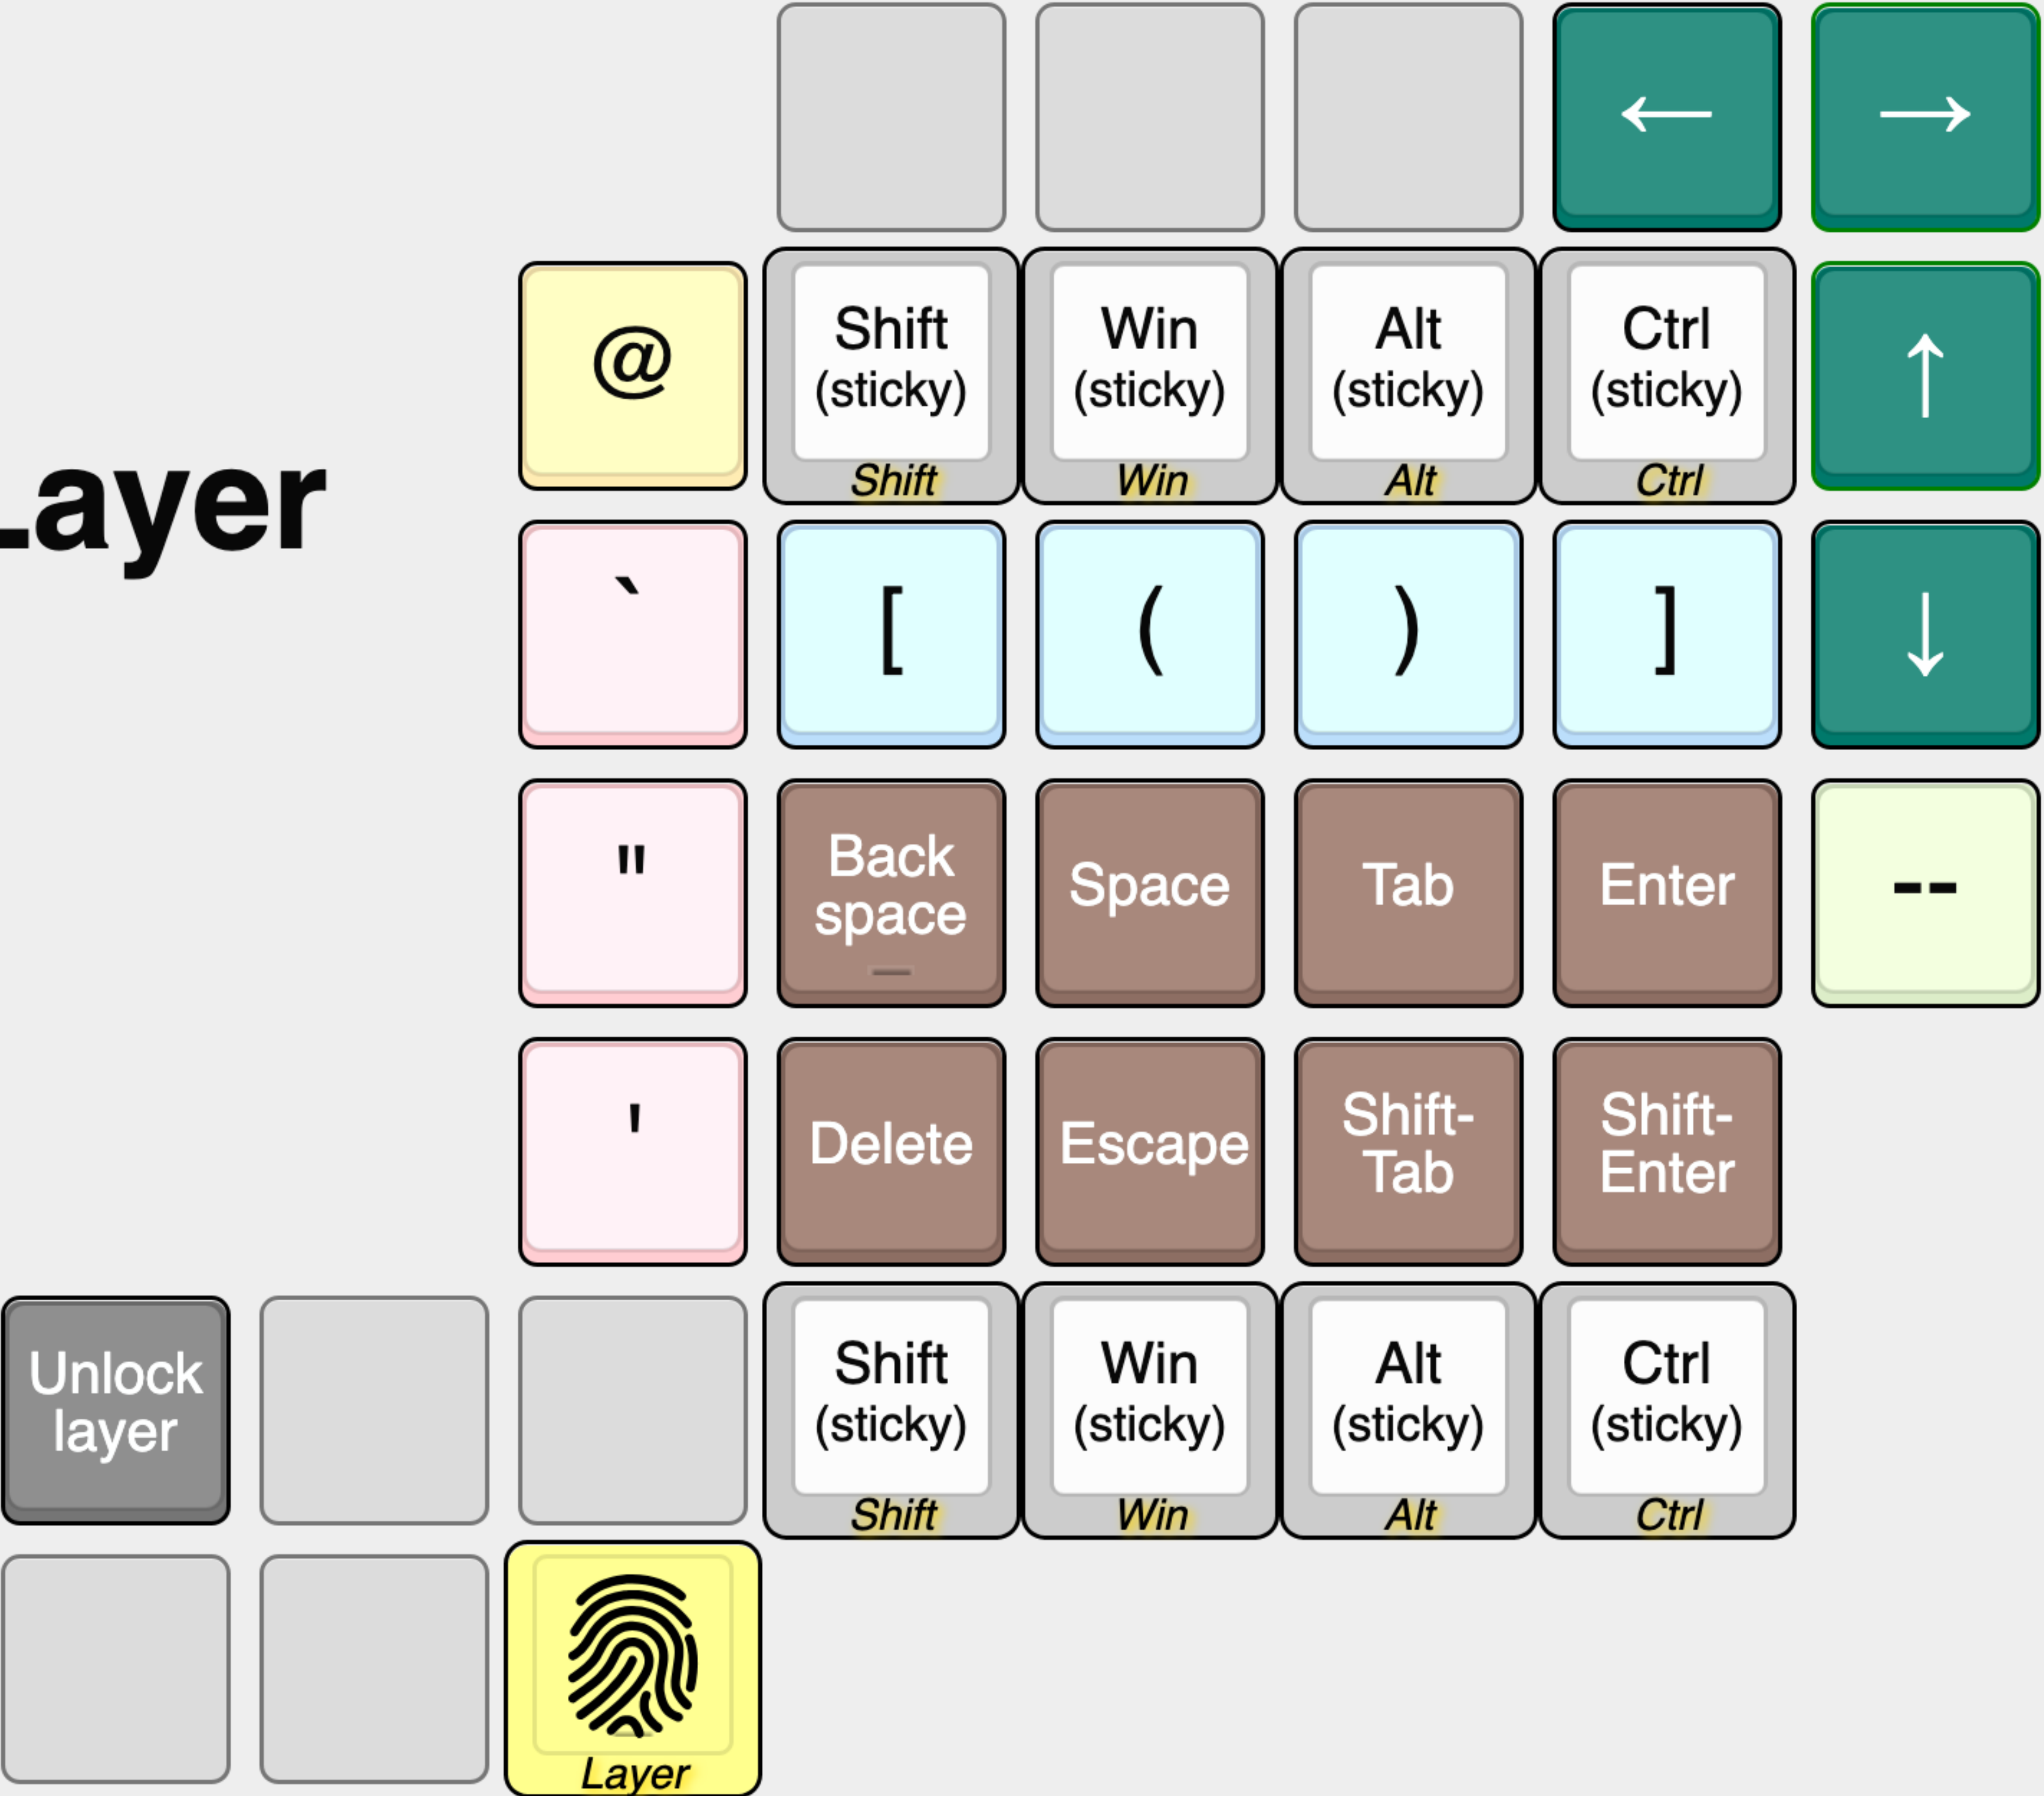 ← →
@ Shift Win Alt Ctrl ↑
(sticky) (sticky) (sticky) (sticky)
Shift Win Alt Ctrl
Layer
` [ ( ) ] ↓
" Back Space Tab Enter --
space
' Delete Escape Shift- Shift-
Tab Enter
Unlock Shift Win Alt Ctrl
layer (sticky) (sticky) (sticky) (sticky)
Shift Win Alt Ctrl
Layer